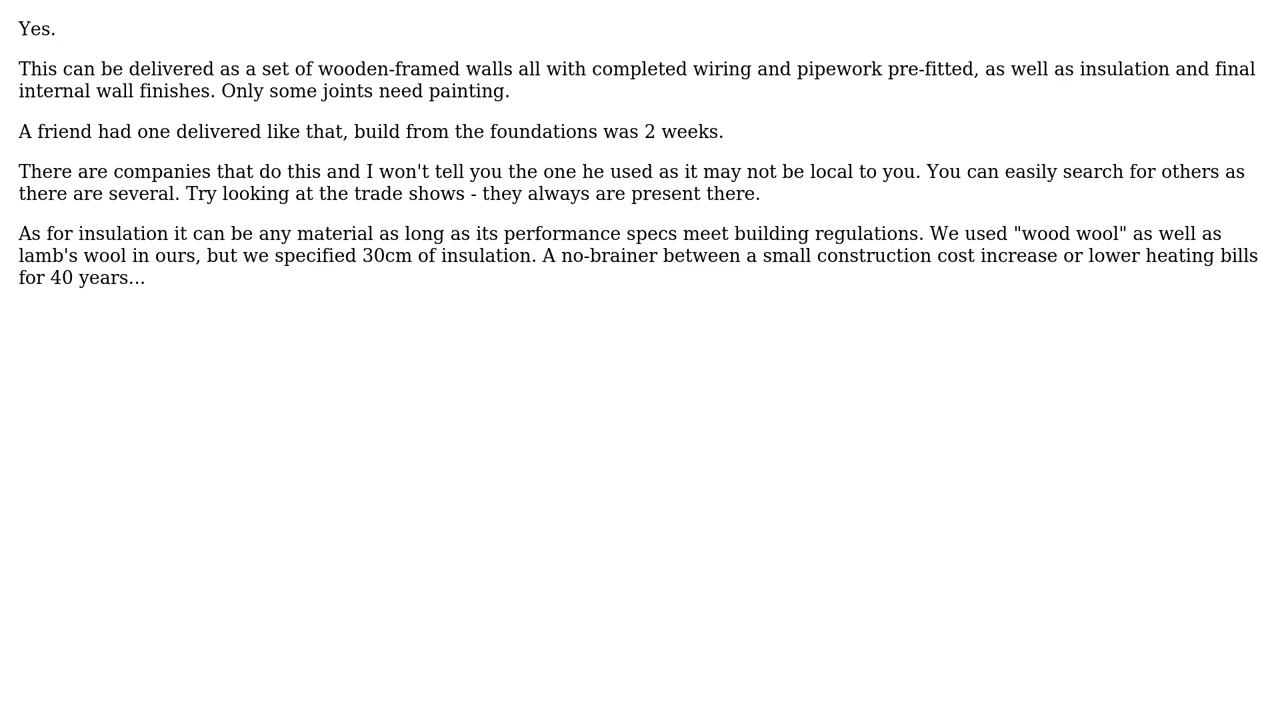 Yes.
This can be delivered as a set of wooden-framed walls all with completed wiring and pipework pre-fitted, as well as insulation and final
internal wall finishes. Only some joints need painting.
A friend had one delivered like that, build from the foundations was 2 weeks.
There are companies that do this and I won't tell you the one he used as it may not be local to you. You can easily search for others as
there are several. Try looking at the trade shows - they always are present there.
As for insulation it can be any material as long as its performance specs meet building regulations. We used "wood wool" as well as
lamb's wool in ours, but we specified 30cm of insulation. A no-brainer between a small construction cost increase or lower heating bills
for 40 years...